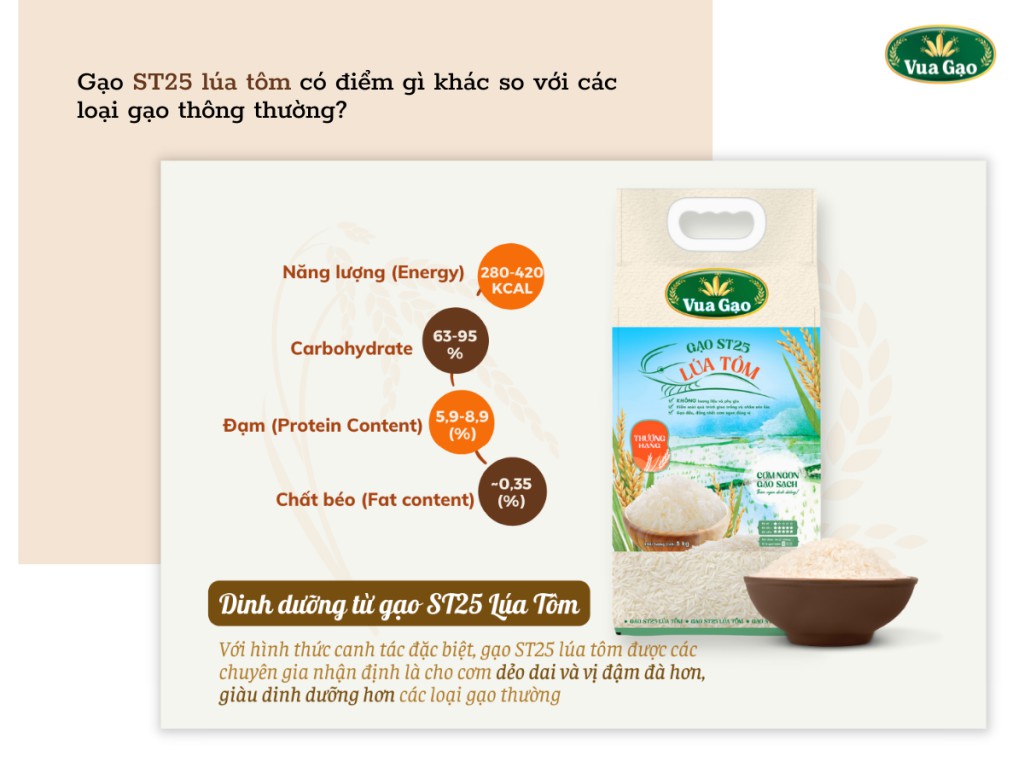 Gạo ST25 lúa tôm có điểm gì khác so với các
loại gạo thông thường?
Vua Gạo
Năng lượng (Energy)
280-420
KCAL
Carbohydrate
63-95
%
Đạm (Protein Content)
5,9-8,9
(%)
Chất béo (Fat content)
~0,35
(%)
Vua Gạo
GẠO ST25
LÚA TÔM
THƯỢNG
HẠNG
CƠM NGON
GẠO SẠCH
Dinh dưỡng từ gạo ST25 Lúa Tôm
Với hình thức canh tác đặc biệt, gạo ST25 lúa tôm được các
chuyên gia nhận định là cho cơm dẻo dai và vị đậm đà hơn,
giàu dinh dưỡng hơn các loại gạo thường